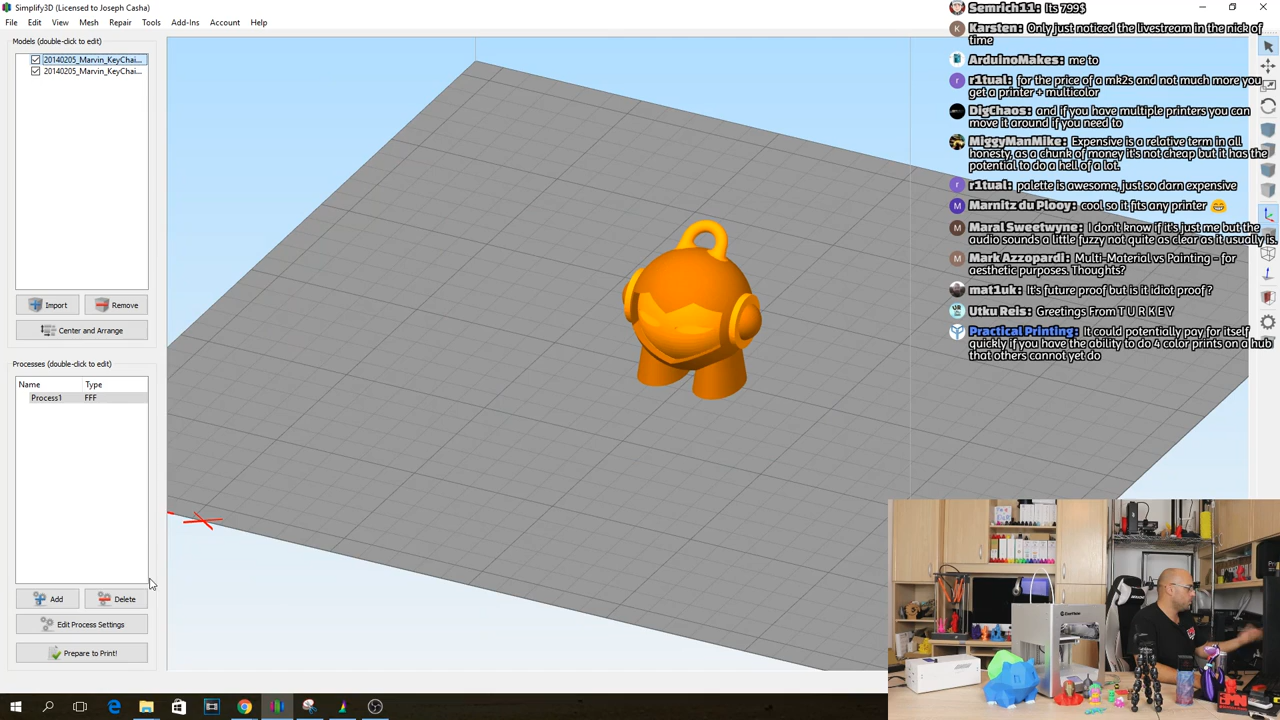 Simplify3D (Licensed to Joseph Casha)
File Edit View Mesh Repair Tools Add-Ins Account Help
Models (double-click to edit)
20140205_Marvin_KeyChai...
20140205_Marvin_KeyChai...
Import Remove
Center and Arrange
Processes (double-click to edit)
Name Type
Process1 FFF
Add Delete
Edit Process Settings
Prepare to Print!
Semrich11: Its 799$
Karsten: Only just noticed the livestream in the nick of
time
ArduinoMakes: me to
r1tual: for the price of a mk2s and not much more you
get a printer + multicolor
DigChaos: and if you have multiple printers you can
move it around if you need to
MiggyManMike: Expensive is a relative term in all
honesty, as a chunk of money it's not cheap but it has the
potential to do a hell of a lot.
r1tual: palette is awesome, just so darn expensive
Marnitz du Plooy: cool so it fits any printer 😄
Maral Sweetwyne: I don't know if it's just me but the
audio sounds a little fuzzy not quite as clear as it usually is.
Mark Azzopardi: Multi-Material vs Painting - for
aesthetic purposes. Thoughts?
mat1uk: It's future proof but is it idiot proof?
Utku Reis: Greetings From T U R K E Y
Practical Printing: It could potentially pay for itself
quickly if you have the ability to do 4 color prints on a hub
that others cannot yet do